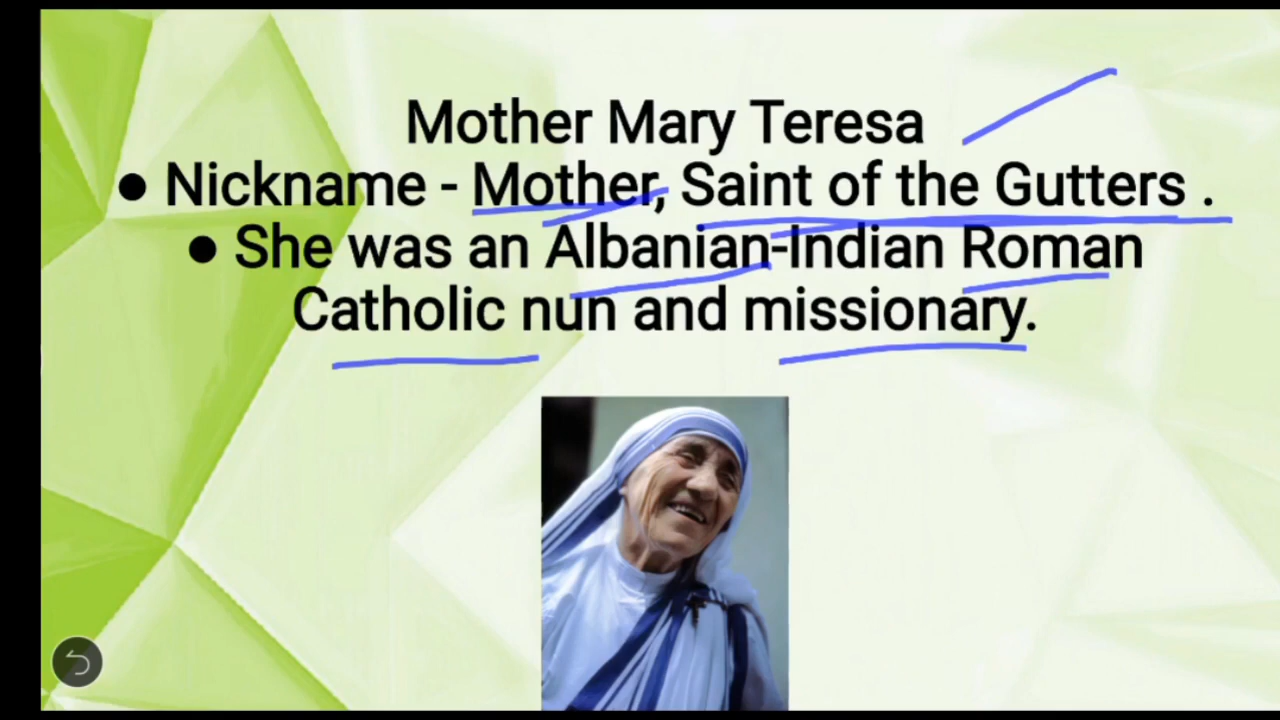 Mother Mary Teresa
● Nickname - Mother, Saint of the Gutters .
● She was an Albanian-Indian Roman
Catholic nun and missionary.